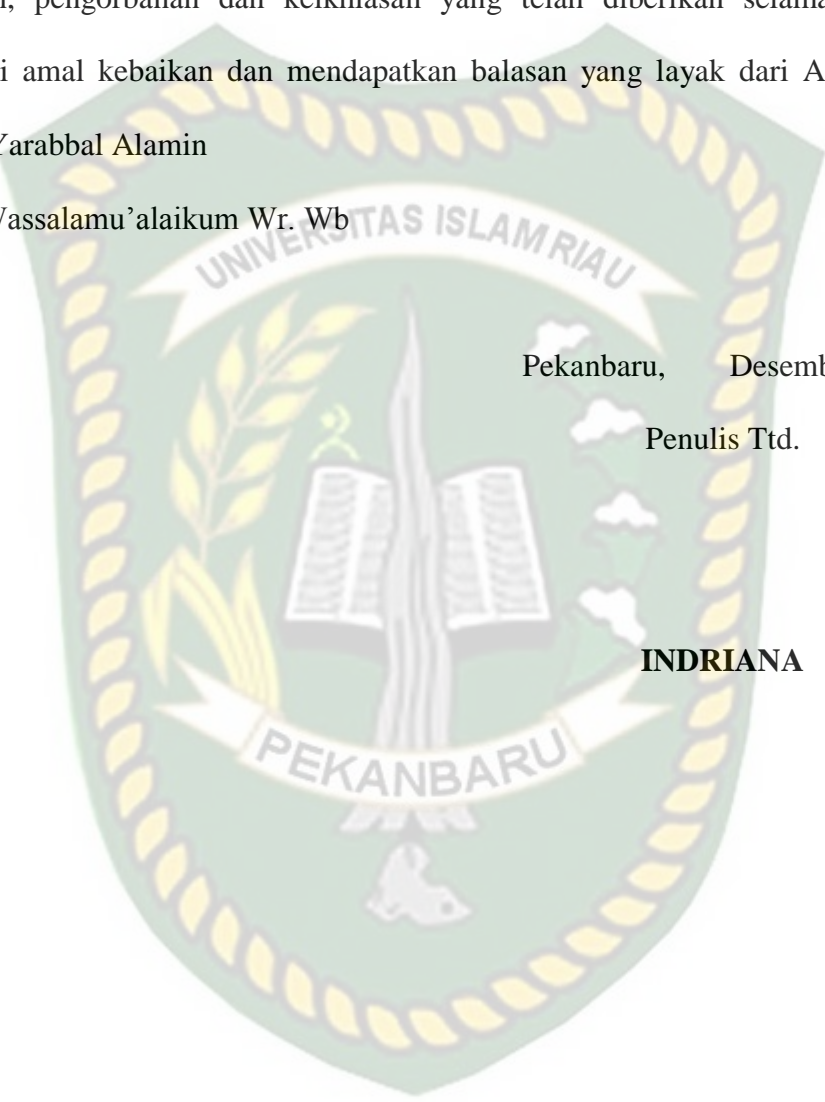 pengorbanan dan keikhlasan yang telah diberikan
amal kebaikan dan mendapatkan balasan yang layak dari
Yarabbal Alamin
Wassalamu’alaikum Wr. Wb
UNIVERSITAS ISLAM RIAU
Pekanbaru, Desemb
Penulis Ttd.
INDRIANA
PEKANBARU